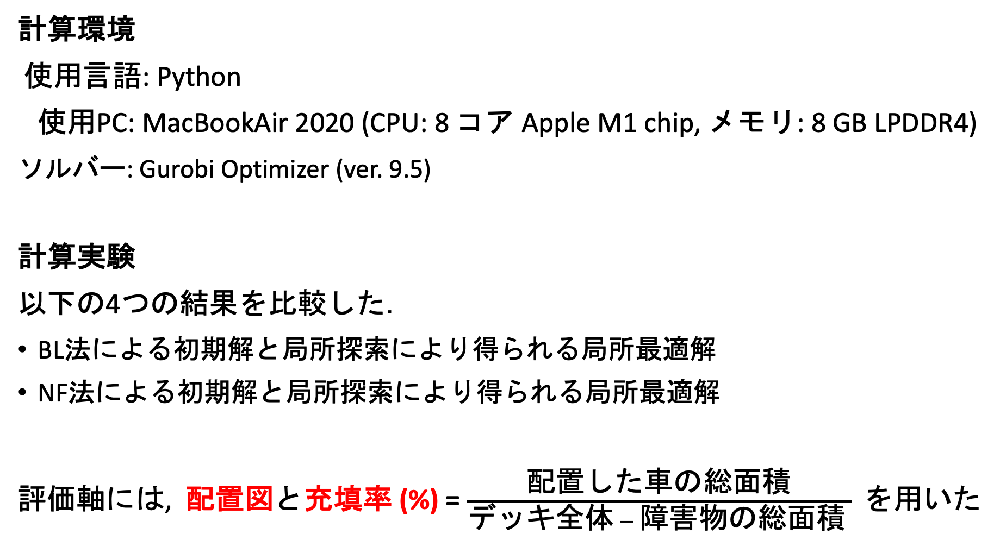 計算環境
使用言語: Python
使用PC: MacBookAir 2020 (CPU: 8 コア Apple M1 chip, メモリ: 8 GB LPDDR4)
ソルバー: Gurobi Optimizer (ver. 9.5)
計算実験
以下の4つの結果を比較した.
• BL法による初期解と局所探索により得られる局所最適解
• NF法による初期解と局所探索により得られる局所最適解
配置した車の総面積
評価軸には, 配置図と充填率 (%) = を用いた
デッキ全体 – 障害物の総面積